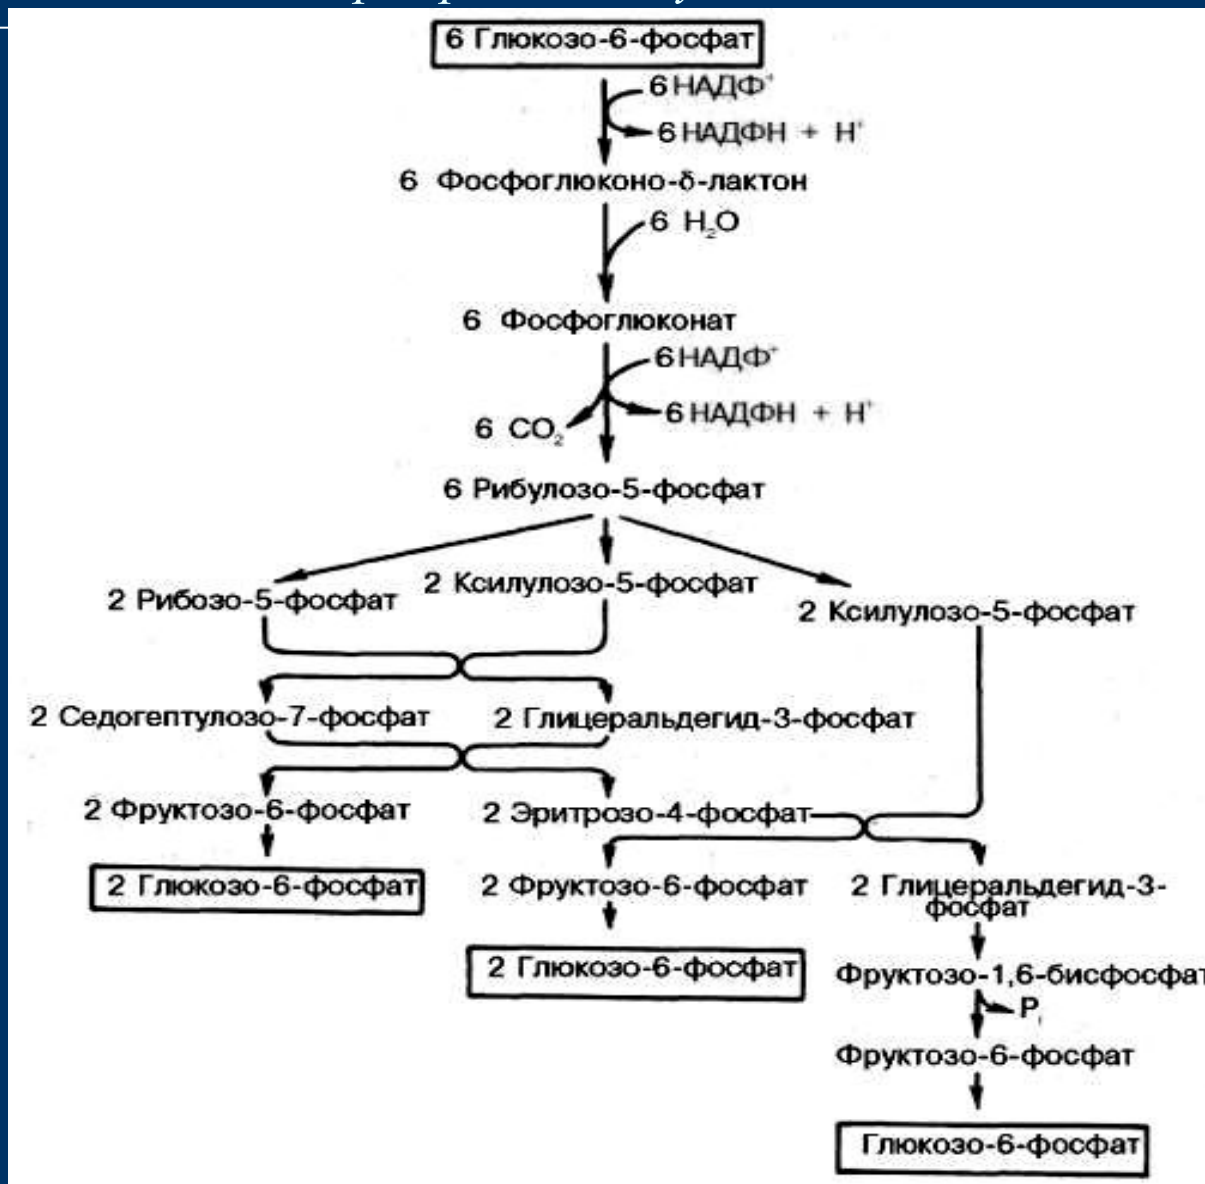 6 Глюкозо-6-фосфат
6 НАДФ⁺
6 НАДФН + Н⁺
6 Фосфоглюконо-δ-лактон
6 H₂O
6 Фосфоглюконат
6 НАДФ⁺
6 НАДФН + Н⁺
6 CO₂
6 Рибулозо-5-фосфат
2 Рибозо-5-фосфат
2 Ксилулозо-5-фосфат
2 Ксилулозо-5-фосфат
2 Седогептулозо-7-фосфат
2 Глицеральдегид-3-фосфат
2 Фруктозо-6-фосфат
2 Эритрозо-4-фосфат
2 Глюкозо-6-фосфат
2 Фруктозо-6-фосфат
2 Глицеральдегид-3-
фосфат
2 Глюкозо-6-фосфат
Фруктозо-1,6-бисфосфат
Pᵢ
Фруктозо-6-фосфат
Глюкозо-6-фосфат